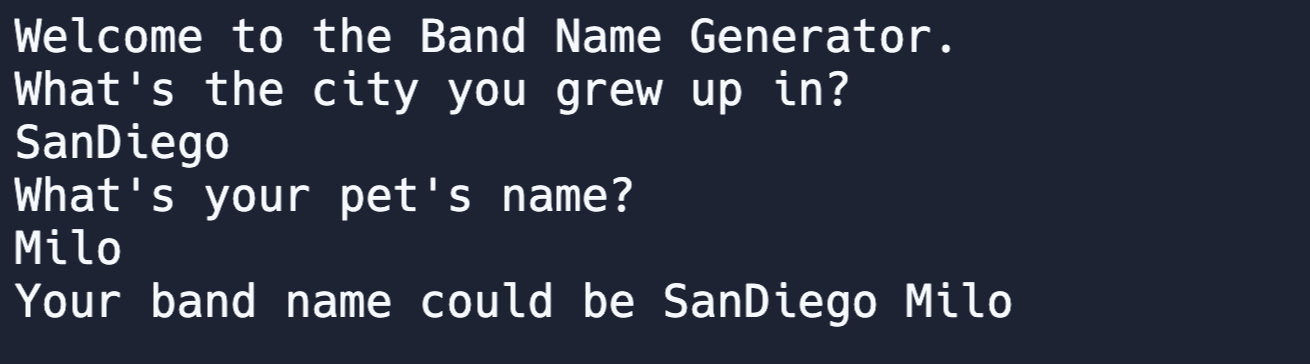 Welcome to the Band Name Generator.
What's the city you grew up in?
SanDiego
What's your pet's name?
Milo
Your band name could be SanDiego Milo